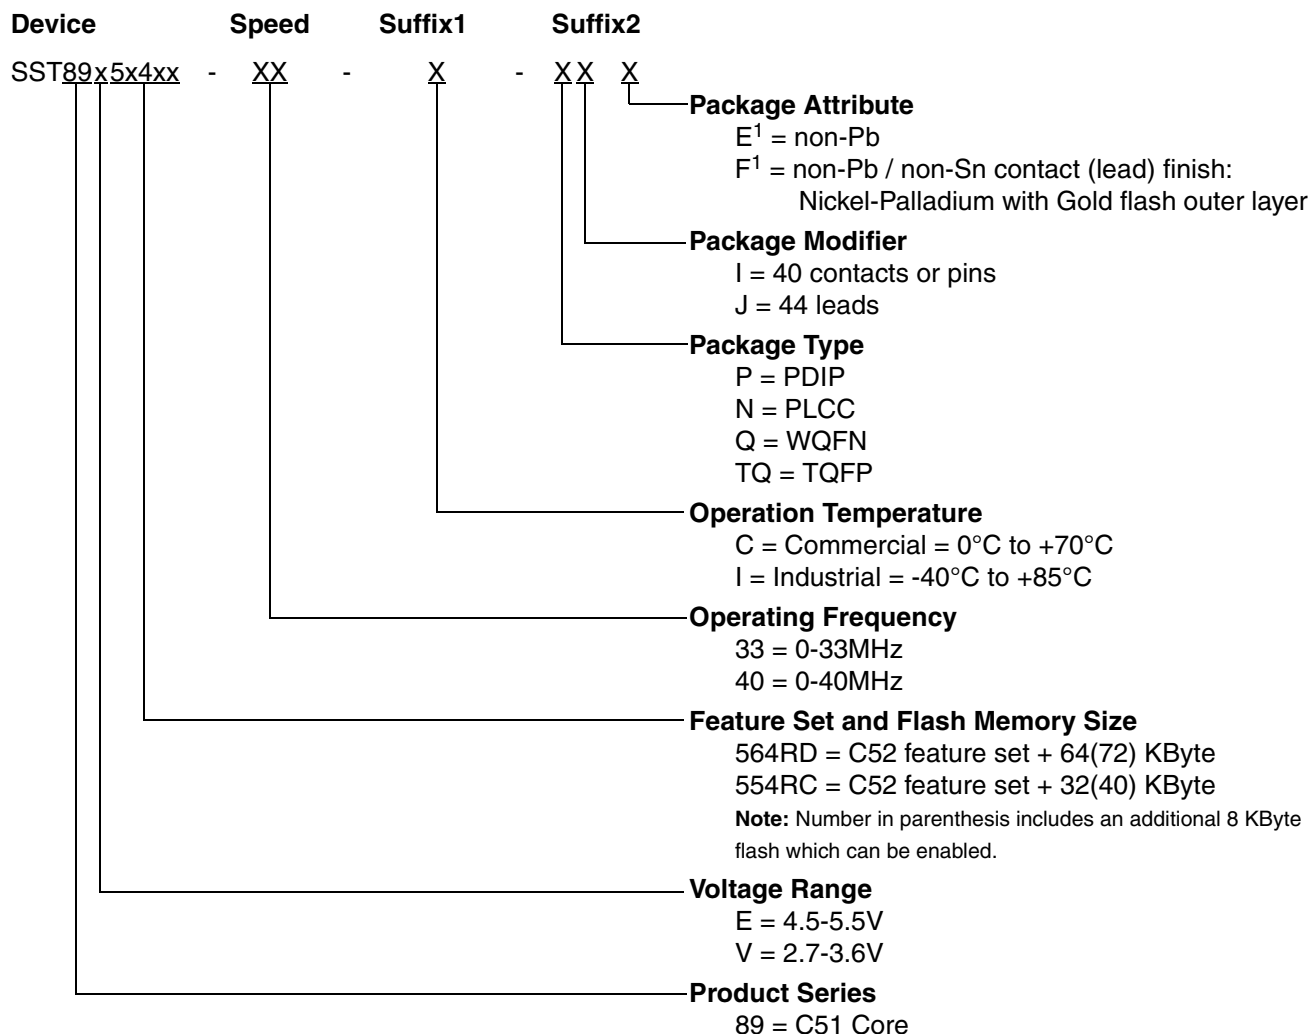 Device Speed Suffix1 Suffix2
SST89x5x4xx - XX - X - XX X
Package Attribute
E1 = non-Pb
F1 = non-Pb / non-Sn contact (lead) finish:
Nickel-Palladium with Gold flash outer layer
Package Modifier
I = 40 contacts or pins
J = 44 leads
Package Type
P = PDIP
N = PLCC
Q = WQFN
TQ = TQFP
Operation Temperature
C = Commercial = 0°C to +70°C
I = Industrial = -40°C to +85°C
Operating Frequency
33 = 0-33MHz
40 = 0-40MHz
Feature Set and Flash Memory Size
564RD = C52 feature set + 64(72) KByte
554RC = C52 feature set + 32(40) KByte
Note: Number in parenthesis includes an additional 8 KByte
flash which can be enabled.
Voltage Range
E = 4.5-5.5V
V = 2.7-3.6V
Product Series
89 = C51 Core